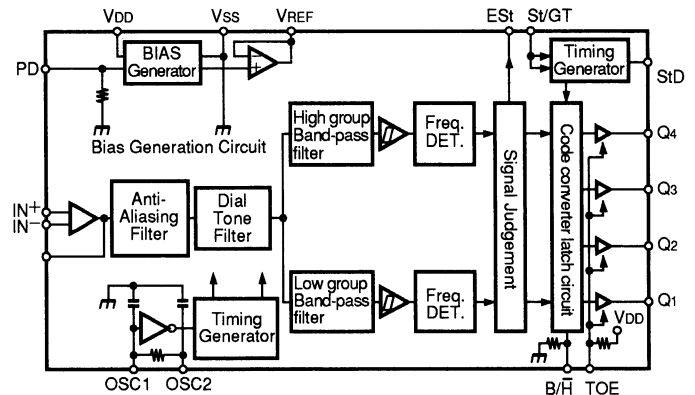 VDD
VSS
VREF
ESt
St/GT
PD
BIAS
Generator
−
+
Timing
Generator
StD
Bias Generation Circuit
High group
Band-pass
filter
Freq.
DET.
Signal Judgement
Code converter latch circuit
Q4
Q3
Q2
Q1
IN+
IN−
Anti-
Aliasing
Filter
Dial
Tone
Filter
Low group
Band-pass
filter
Freq.
DET.
Timing
Generator
VDD
OSC1
OSC2
B/H̅
TOE